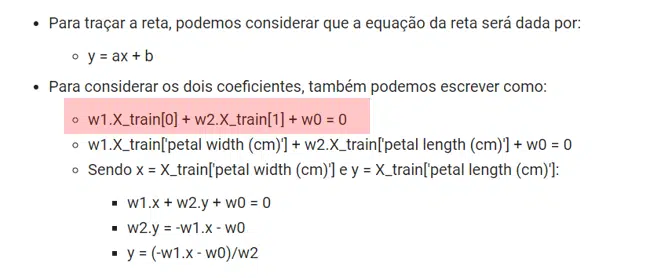 Para traçar a reta, podemos considerar que a equação da reta será dada por:
y = ax + b
Para considerar os dois coeficientes, também podemos escrever como:
w1.X_train[0] + w2.X_train[1] + w0 = 0
w1.X_train['petal width (cm)'] + w2.X_train['petal length (cm)'] + w0 = 0
Sendo x = X_train['petal width (cm)'] e y = X_train['petal length (cm)']:
w1.x + w2.y + w0 = 0
w2.y = -w1.x - w0
y = (-w1.x - w0)/w2